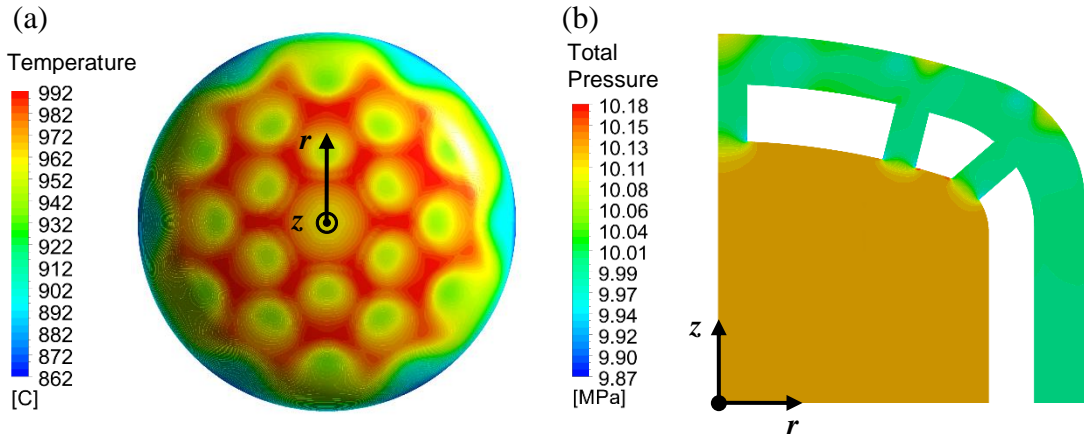 (a)
Temperature
992
982
972
962
952
942
932
922
912
902
892
882
872
862
[C]
r
z
(b)
Total
Pressure
10.18
10.15
10.13
10.11
10.08
10.06
10.04
10.01
9.99
9.97
9.94
9.92
9.90
9.87
[MPa]
z
r